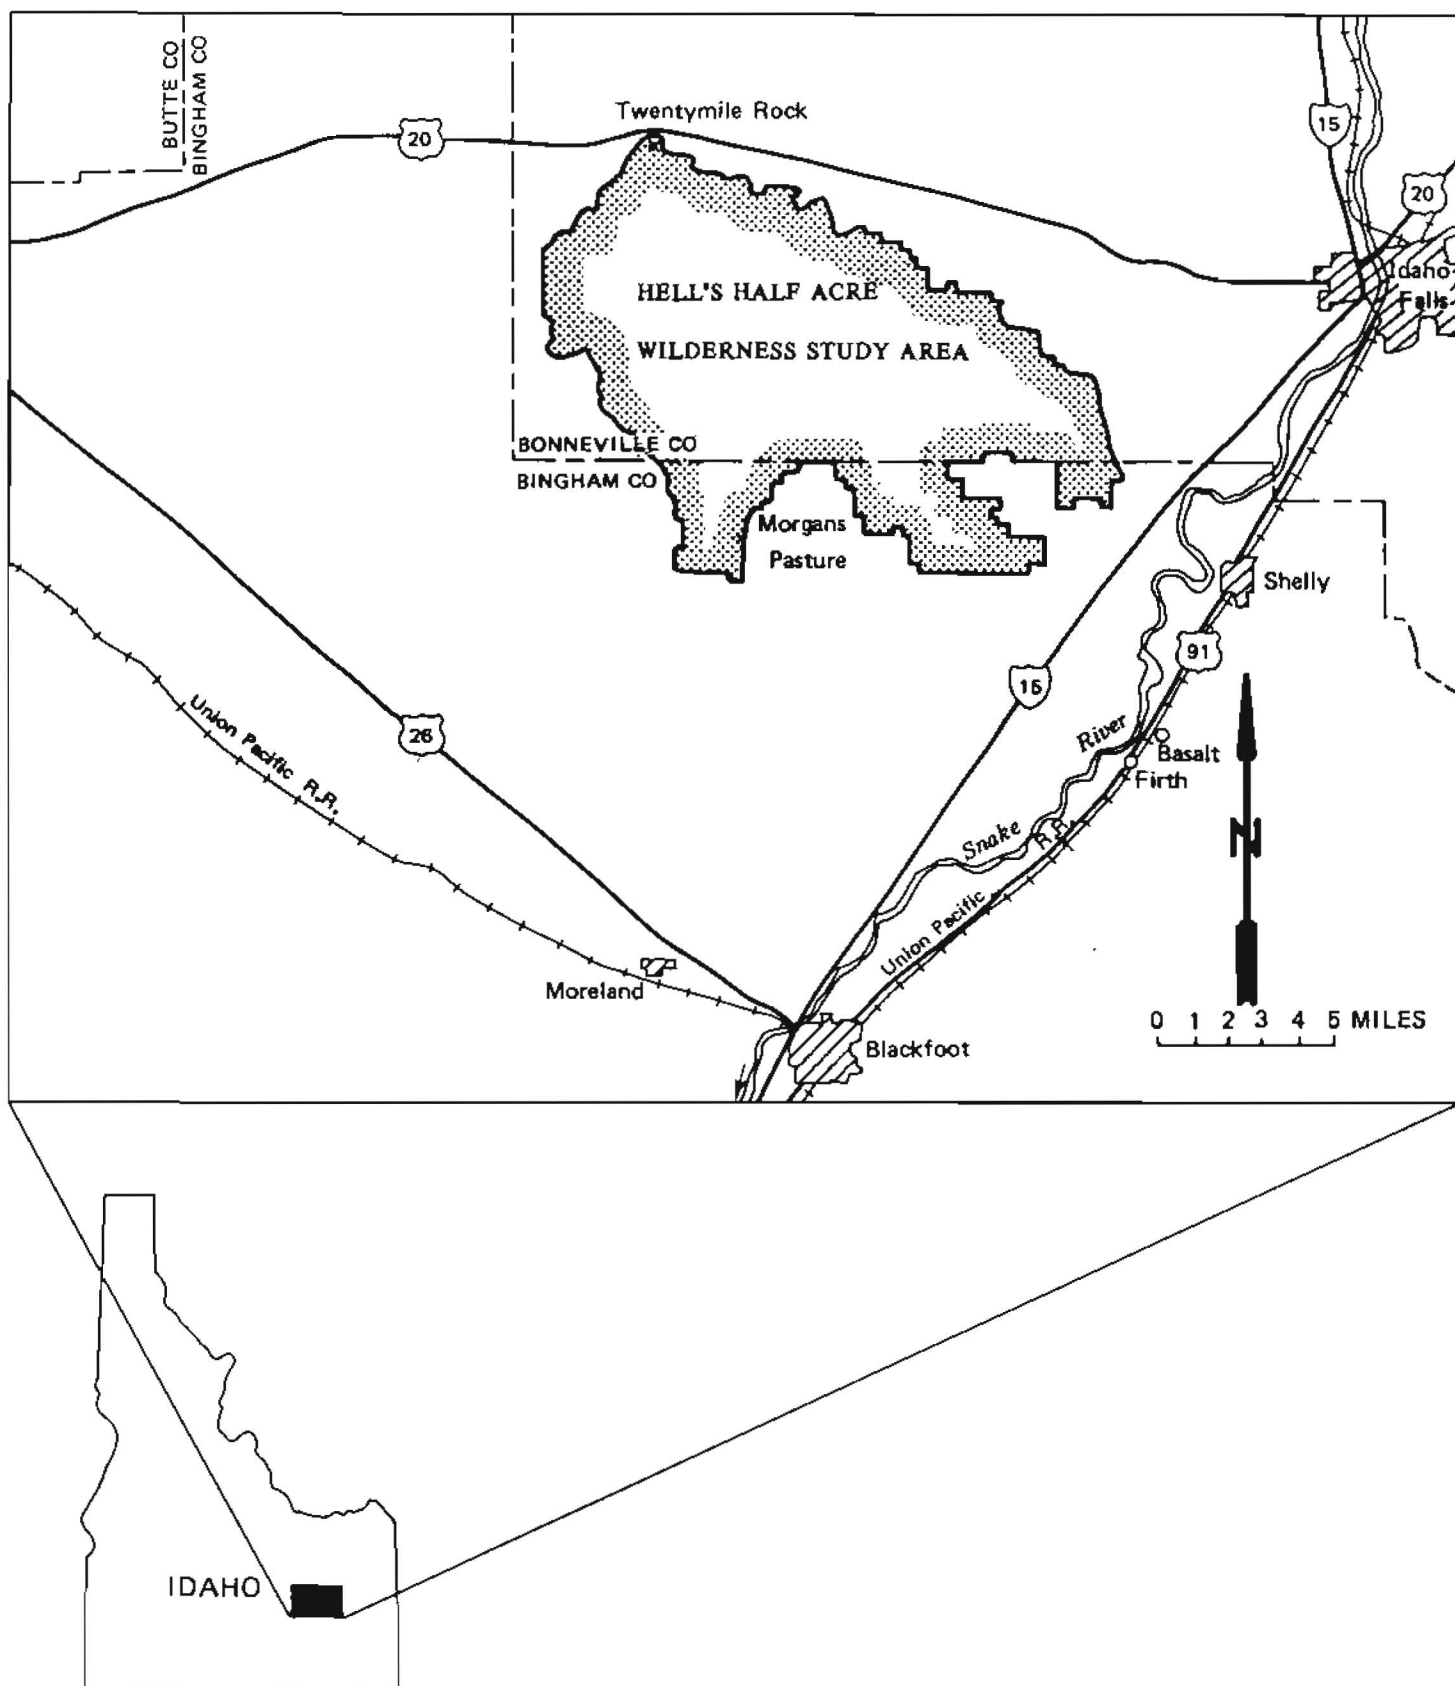 BUTTE CO
BINGHAM CO
20
Twentymile Rock
15
20
Idaho
Falls
HELL'S HALF ACRE
WILDERNESS STUDY AREA
BONNEVILLE CO
BINGHAM CO
Morgans
Pasture
Shelly
91
15
Union Pacific R.R.
26
River
Basalt
Firth
Snake
R.R.
Union Pacific
N
Moreland
0 1 2 3 4 5 MILES
Blackfoot
IDAHO